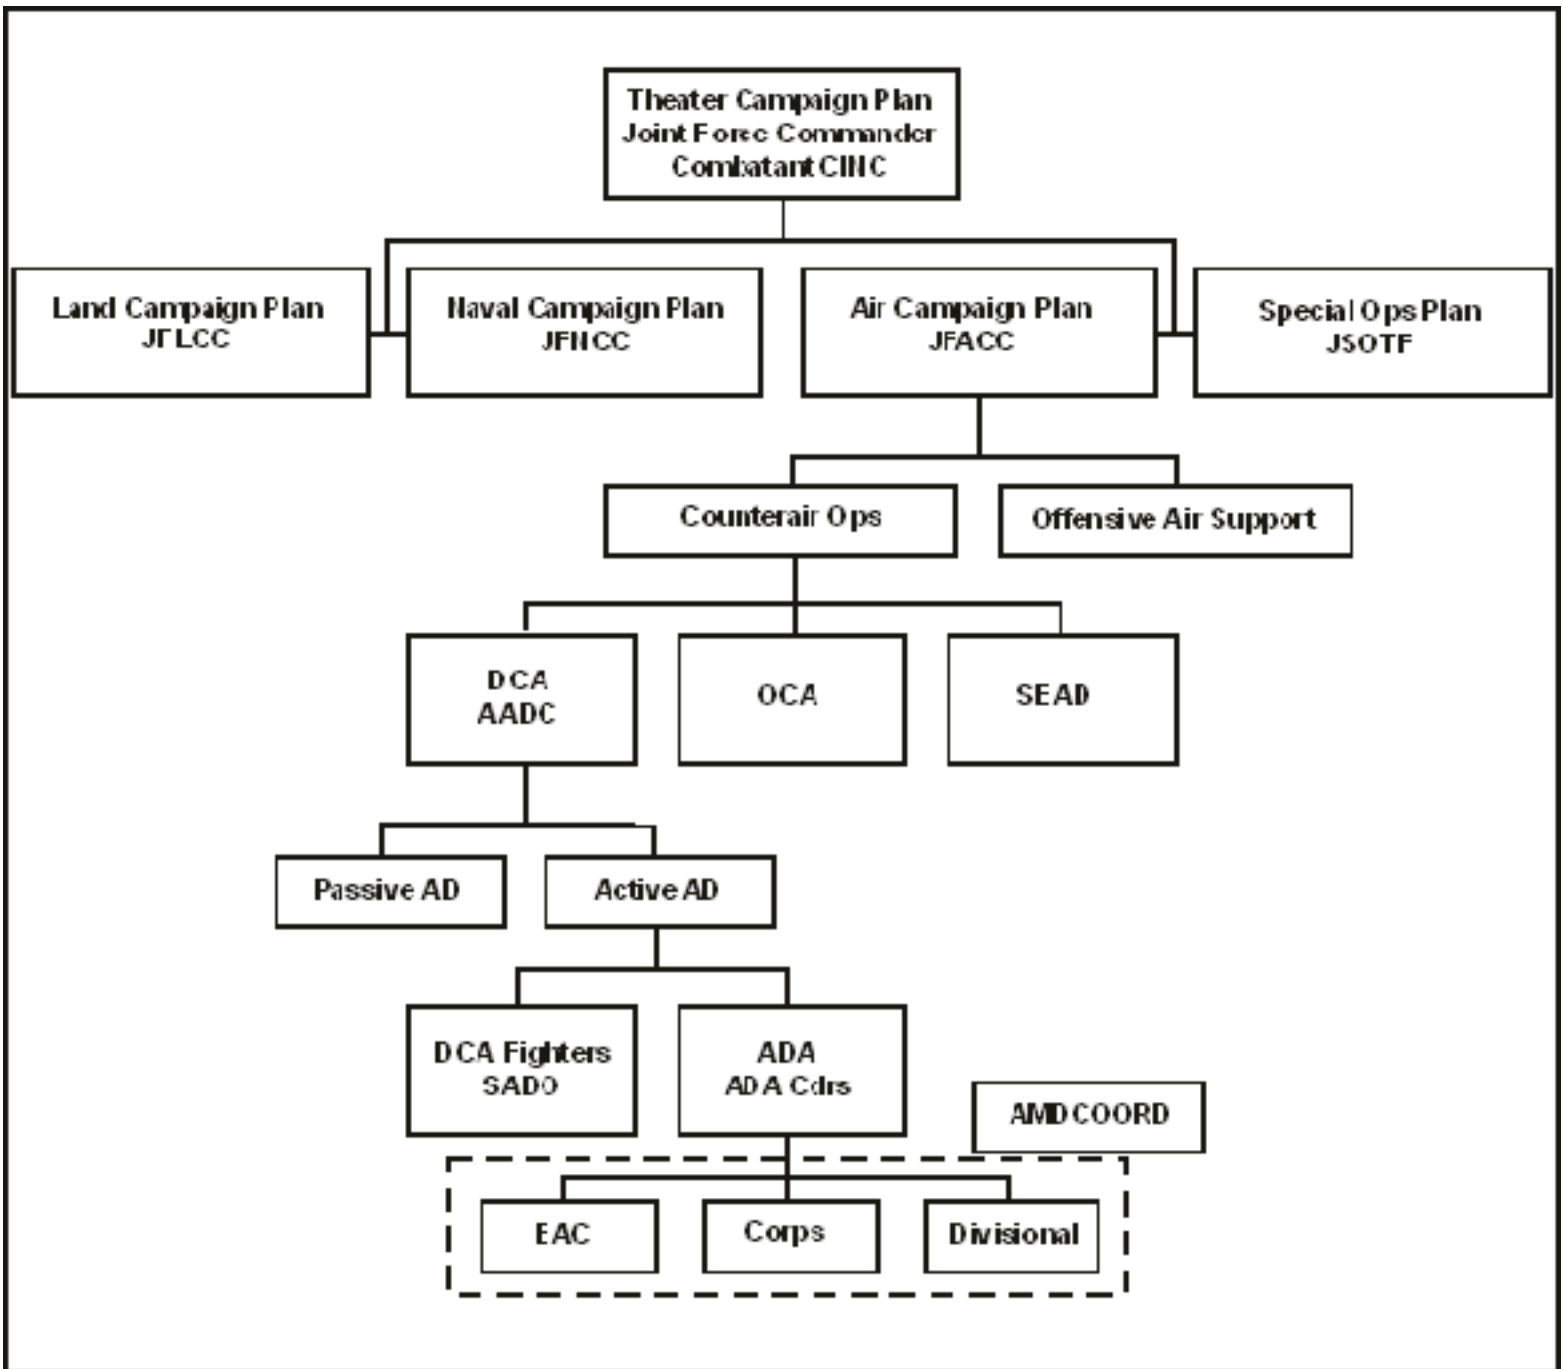 Theater Campaign Plan
Joint Force Commander
Combatant CINC
Land Campaign Plan
JFLCC
Naval Campaign Plan
JFNCC
Air Campaign Plan
JFACC
Special Ops Plan
JSOTF
Counterair Ops
Offensive Air Support
DCA
AADC
OCA
SEAD
Passive AD
Active AD
DCA Fighters
SADO
ADA
ADA Cdrs
AMDCOORD
EAC
Corps
Divisional